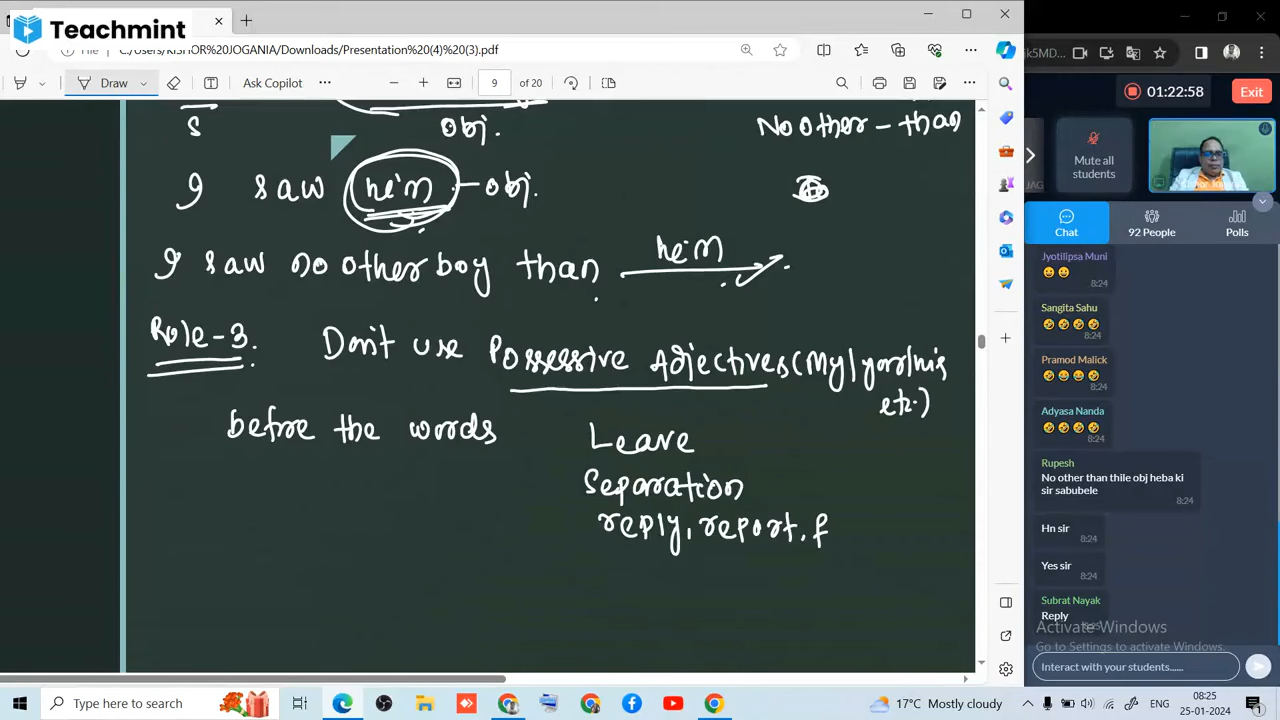 Teachmint
File
C:/Users/KISHOR%20JOGANIA/Downloads/Presentation%20(4)%20(3).pdf
Draw
Ask Copilot
9 of 20
01:22:58
Exit
S
obj.
No other - than
I saw him - obj.
I saw no other boy than him
Role-3. Don't use Possessive Adjectives (My/your/his
etc.)
before the words
Leave
Separation
reply, report, f
Mute all students
Chat
92 People
Polls
Jyotilipsa Muni
8:24
Sangita Sahu
8:24
Pramod Malick
8:24
Adyasa Nanda
8:24
Rupesh
No other than thile obj heba ki
sir sabubele
8:24
Hn sir
8:24
Yes sir
8:24
Subrat Nayak
Reply
8:25
Activate Windows
Go to Settings to activate Windows.
Interact with your students......
Type here to search
17°C Mostly cloudy
ENG
08:25
25-01-2024